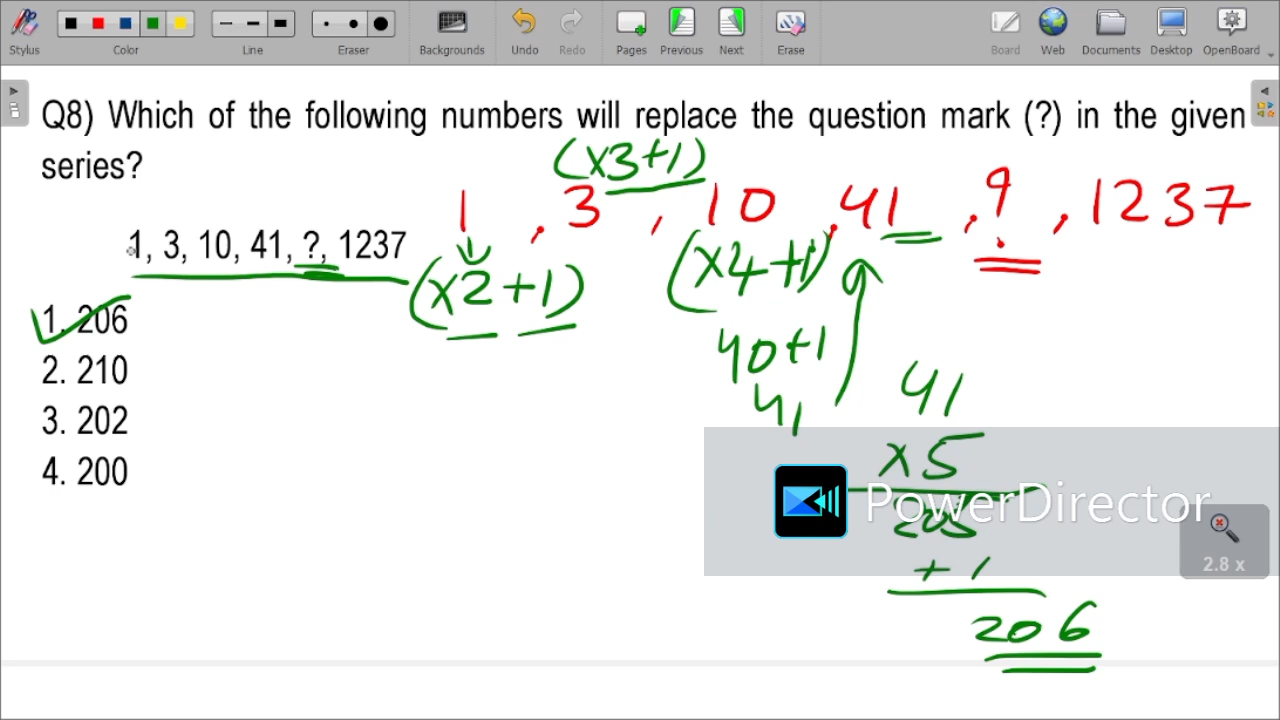 Stylus Color Line Eraser Backgrounds Undo Redo Pages Previous Next Erase Board Web Documents Desktop OpenBoard
Q8) Which of the following numbers will replace the question mark (?) in the given
series?
(x3+1)
1, 3, 10, 41, ?, 1237
1, 3, 10, 41, ?, 1237
(x2+1)
(x4+1)
1. 206
2. 210
3. 202
4. 200
40+1
41
41
x5
205
PowerDirector
+1
2.8 x
206